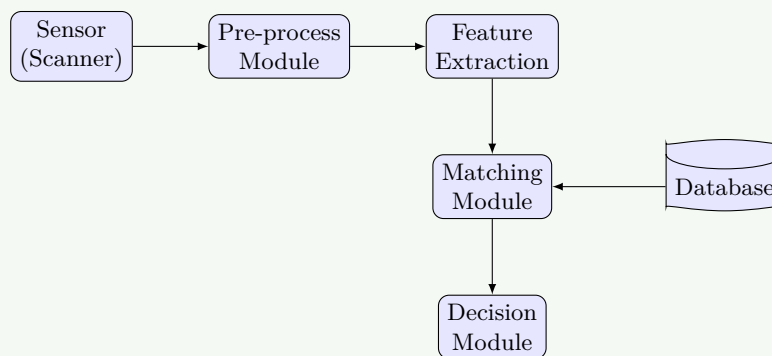 Sensor
(Scanner)
Pre-process
Module
Feature
Extraction
Matching
Module
Database
Decision
Module